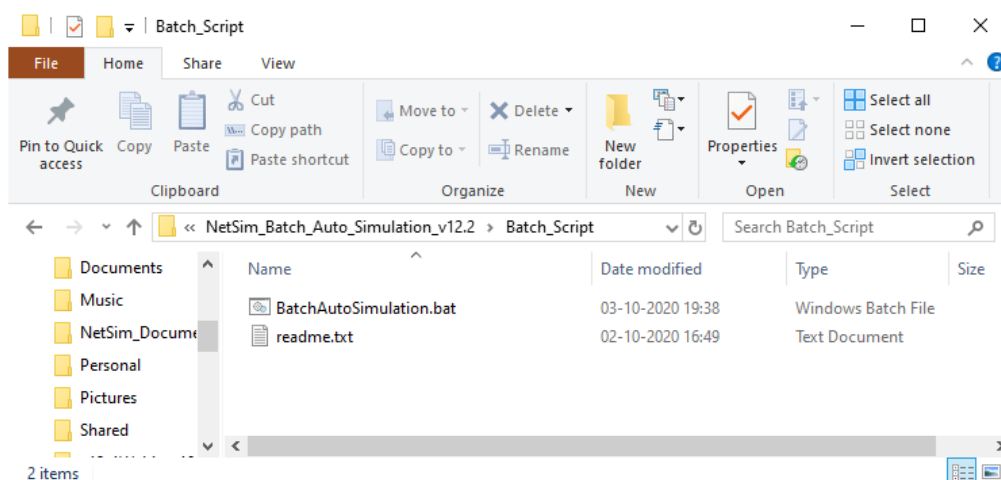 Batch_Script
File Home Share View
Pin to Quick access
Copy
Paste
Cut
Copy path
Paste shortcut
Clipboard
Move to
Copy to
Delete
Rename
Organize
New folder
New
Properties
Open
Select all
Select none
Invert selection
Select
« NetSim_Batch_Auto_Simulation_v12.2 > Batch_Script
Search Batch_Script
Documents
Music
NetSim_Docume
Personal
Pictures
Shared
Name Date modified Type Size
BatchAutoSimulation.bat 03-10-2020 19:38 Windows Batch File
readme.txt 02-10-2020 16:49 Text Document
2 items